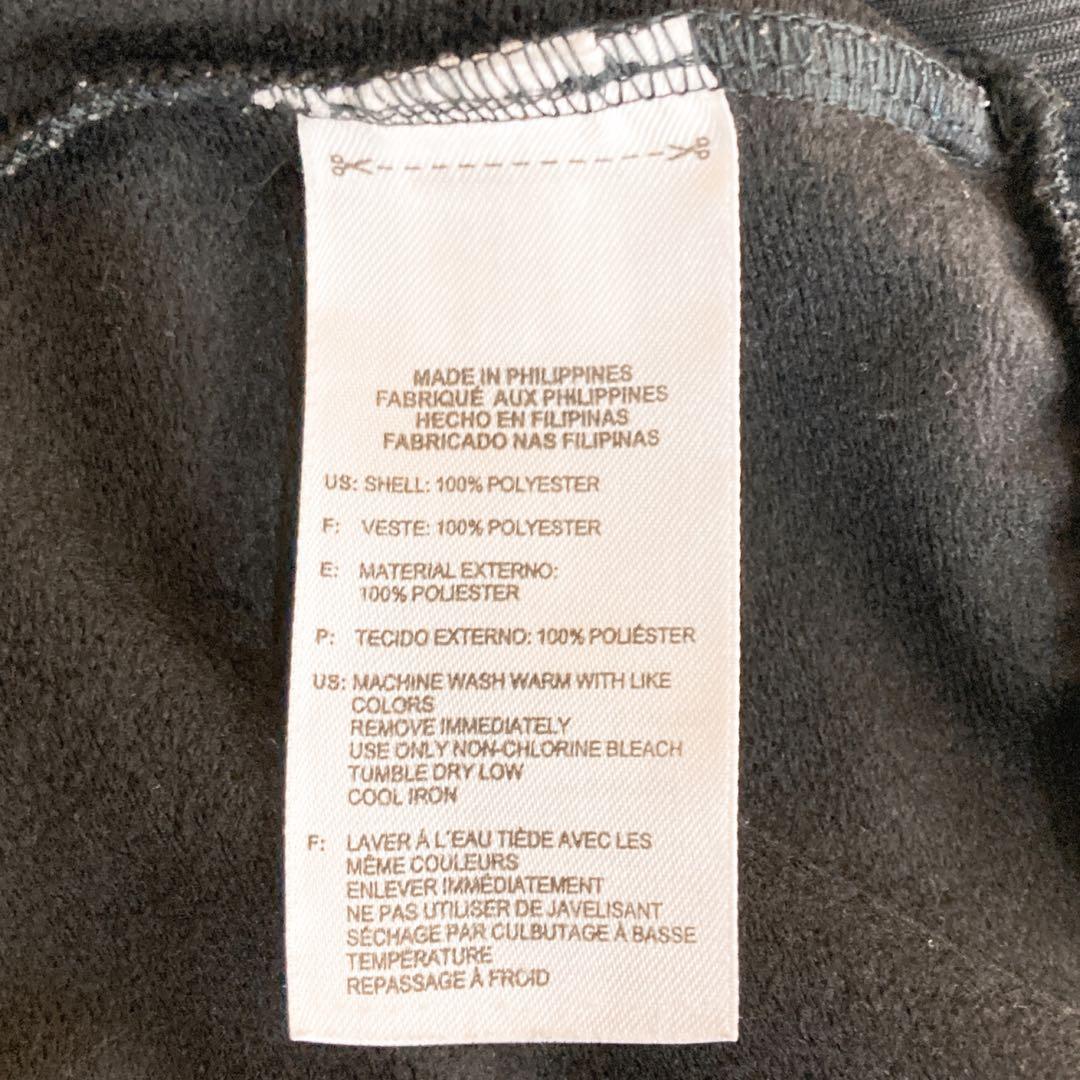 MADE IN PHILIPPINES
FABRIQUÉ AUX PHILIPPINES
HECHO EN FILIPINAS
FABRICADO NAS FILIPINAS
US: SHELL: 100% POLYESTER
F: VESTE: 100% POLYESTER
E: MATERIAL EXTERNO:
100% POLIESTER
P: TECIDO EXTERNO: 100% POLIÉSTER
US: MACHINE WASH WARM WITH LIKE
COLORS
REMOVE IMMEDIATELY
USE ONLY NON-CHLORINE BLEACH
TUMBLE DRY LOW
COOL IRON
F: LAVER À L'EAU TIÈDE AVEC LES
MÊME COULEURS
ENLEVER IMMÉDIATEMENT
NE PAS UTILISER DE JAVELISANT
SÉCHAGE PAR CULBUTAGE À BASSE
TEMPÉRATURE
REPASSAGE À FROID